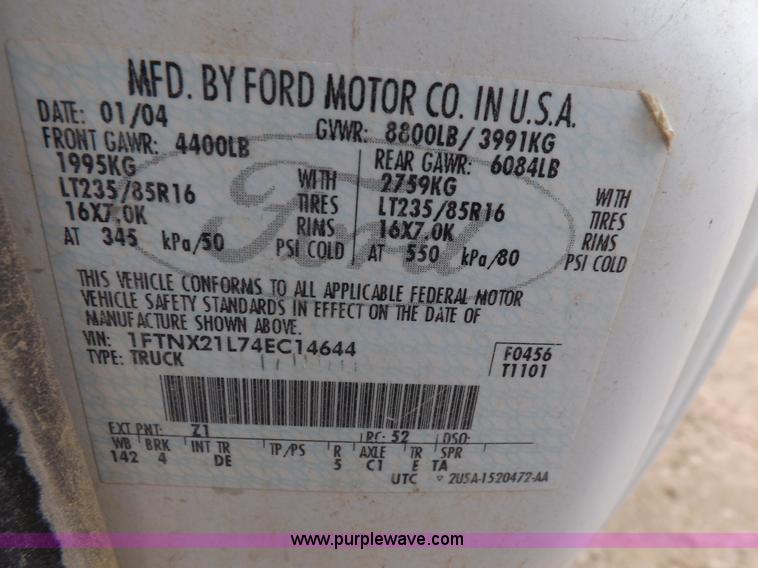 MFD. BY FORD MOTOR CO. IN U.S.A.
DATE: 01/04 GVWR: 8800LB/3991KG
FRONT GAWR: 4400LB REAR GAWR: 6084LB
1995KG WITH 2759KG WITH
LT235/85R16 TIRES LT235/85R16 TIRES
16X7.0K RIMS 16X7.0K RIMS
AT 345 kPa/50 PSI COLD AT 550 kPa/80 PSI COLD
Ford
THIS VEHICLE CONFORMS TO ALL APPLICABLE FEDERAL MOTOR
VEHICLE SAFETY STANDARDS IN EFFECT ON THE DATE OF
MANUFACTURE SHOWN ABOVE.
VIN: 1FTNX21L74EC14644
TYPE: TRUCK
F0456
T1101
EXT PNT: Z1 RC: 52 DSO:
WB BRK INT TR TP/PS R AXLE TR SPR
142 4 DE 5 C1 E TA
UTC 2U5A-1520472-AA
www.purplewave.com